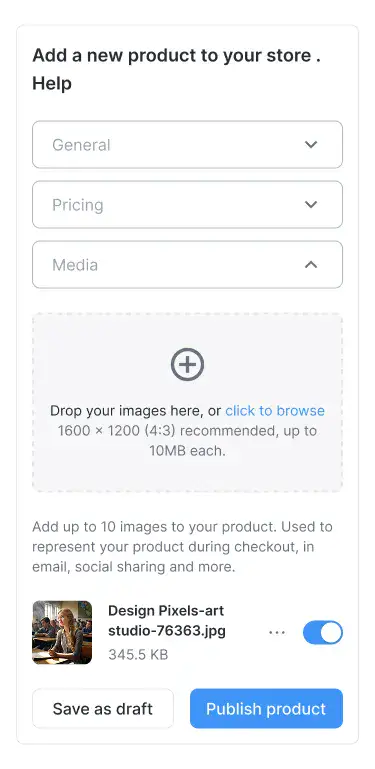 Add a new product to your store .
Help
General
Pricing
Media
Drop your images here, or click to browse
1600 × 1200 (4:3) recommended, up to
10MB each.
Add up to 10 images to your product. Used to
represent your product during checkout, in
email, social sharing and more.
Design Pixels-art
studio-76363.jpg
345.5 KB
Save as draft
Publish product